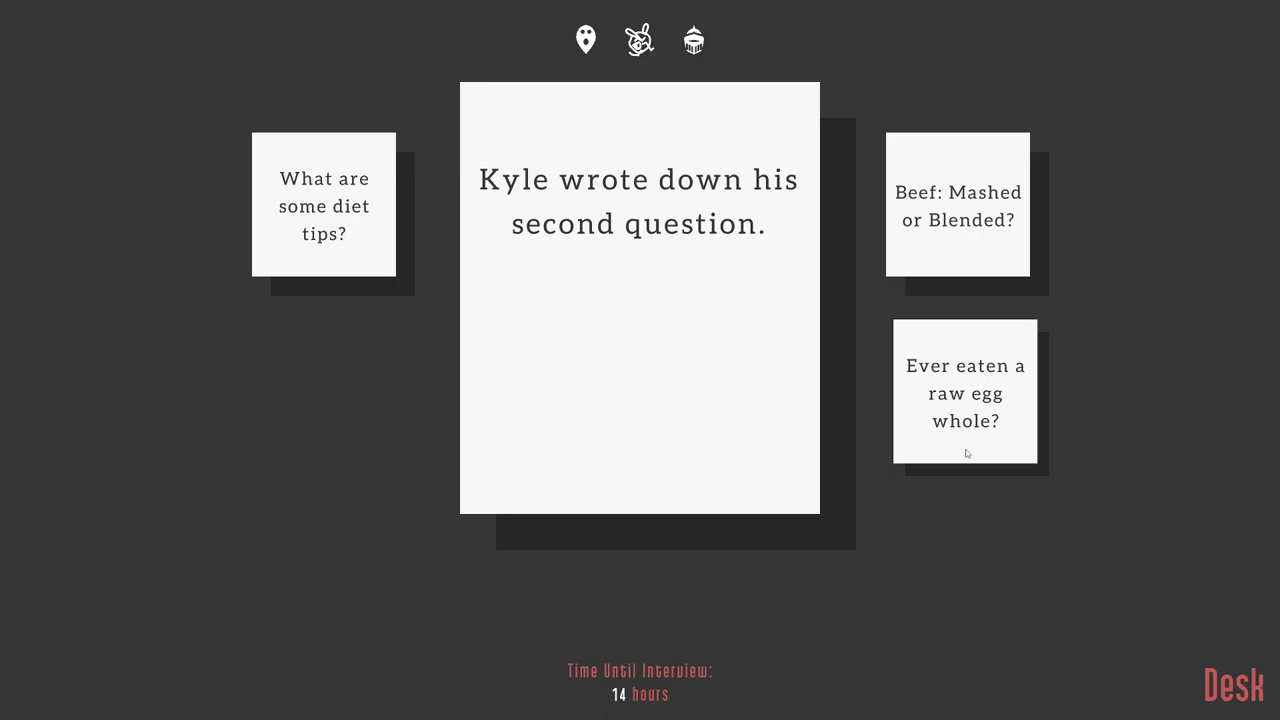 What are
some diet
tips?
Kyle wrote down his
second question.
Beef: Mashed
or Blended?
Ever eaten a
raw egg
whole?
Time Until Interview:
14 hours
Desk